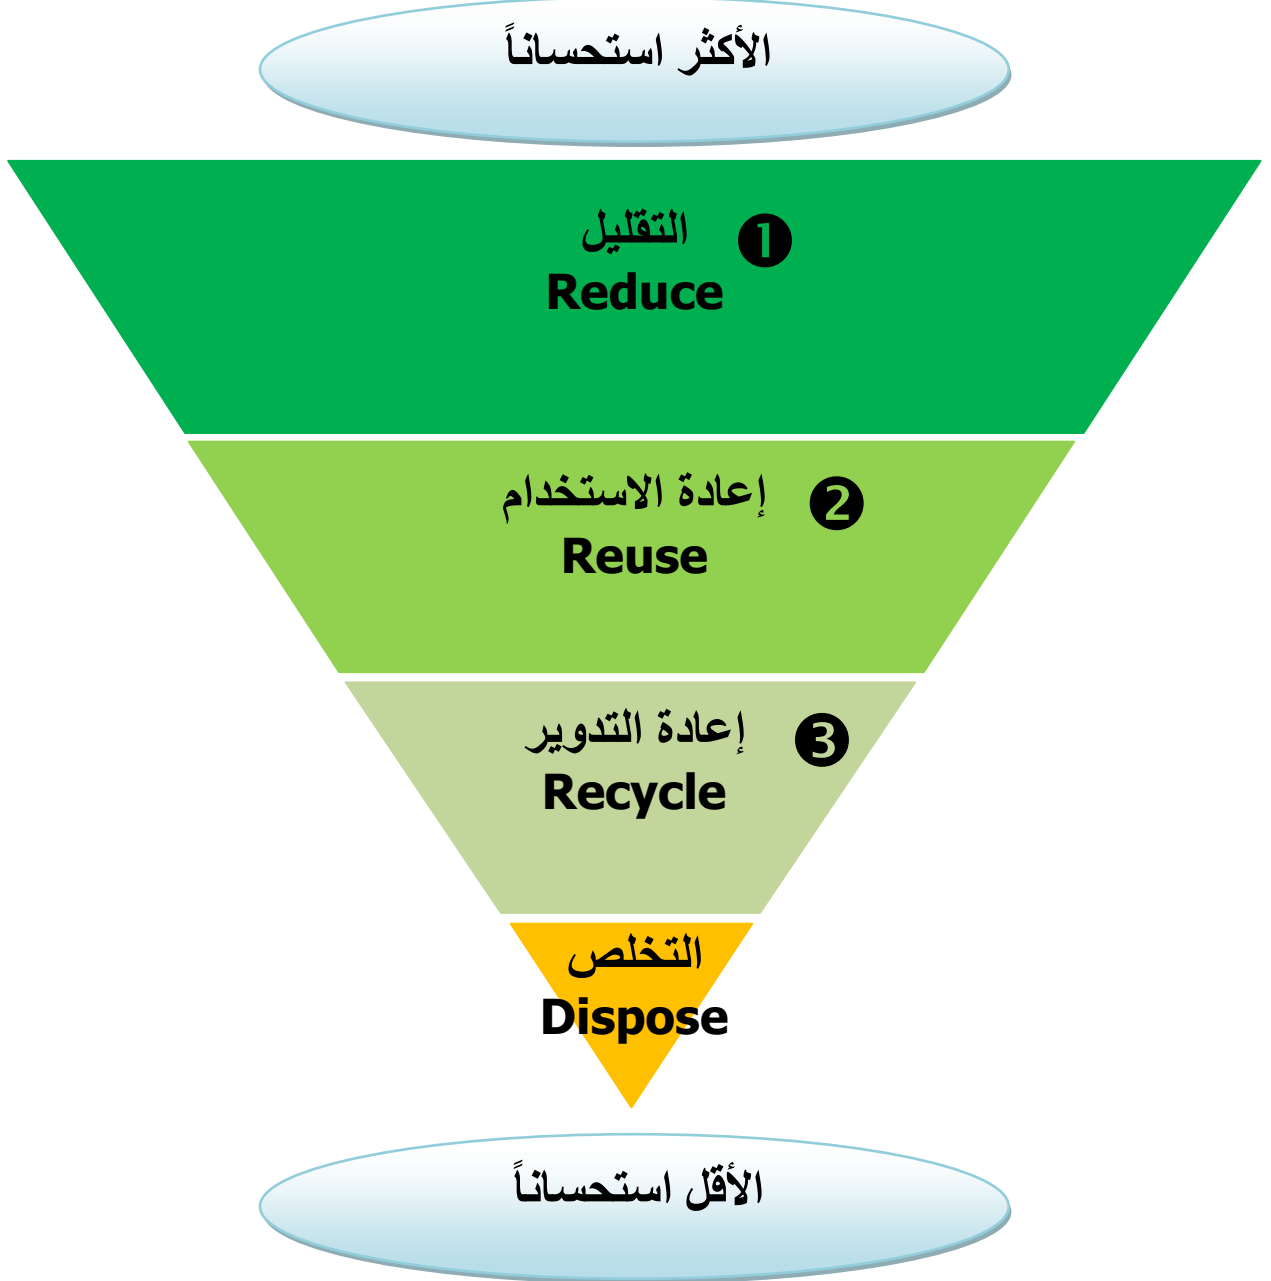 الأكثر استحساناً
❶ التقليل
Reduce
❷ إعادة الاستخدام
Reuse
❸ إعادة التدوير
Recycle
التخلص
Dispose
الأقل استحساناً